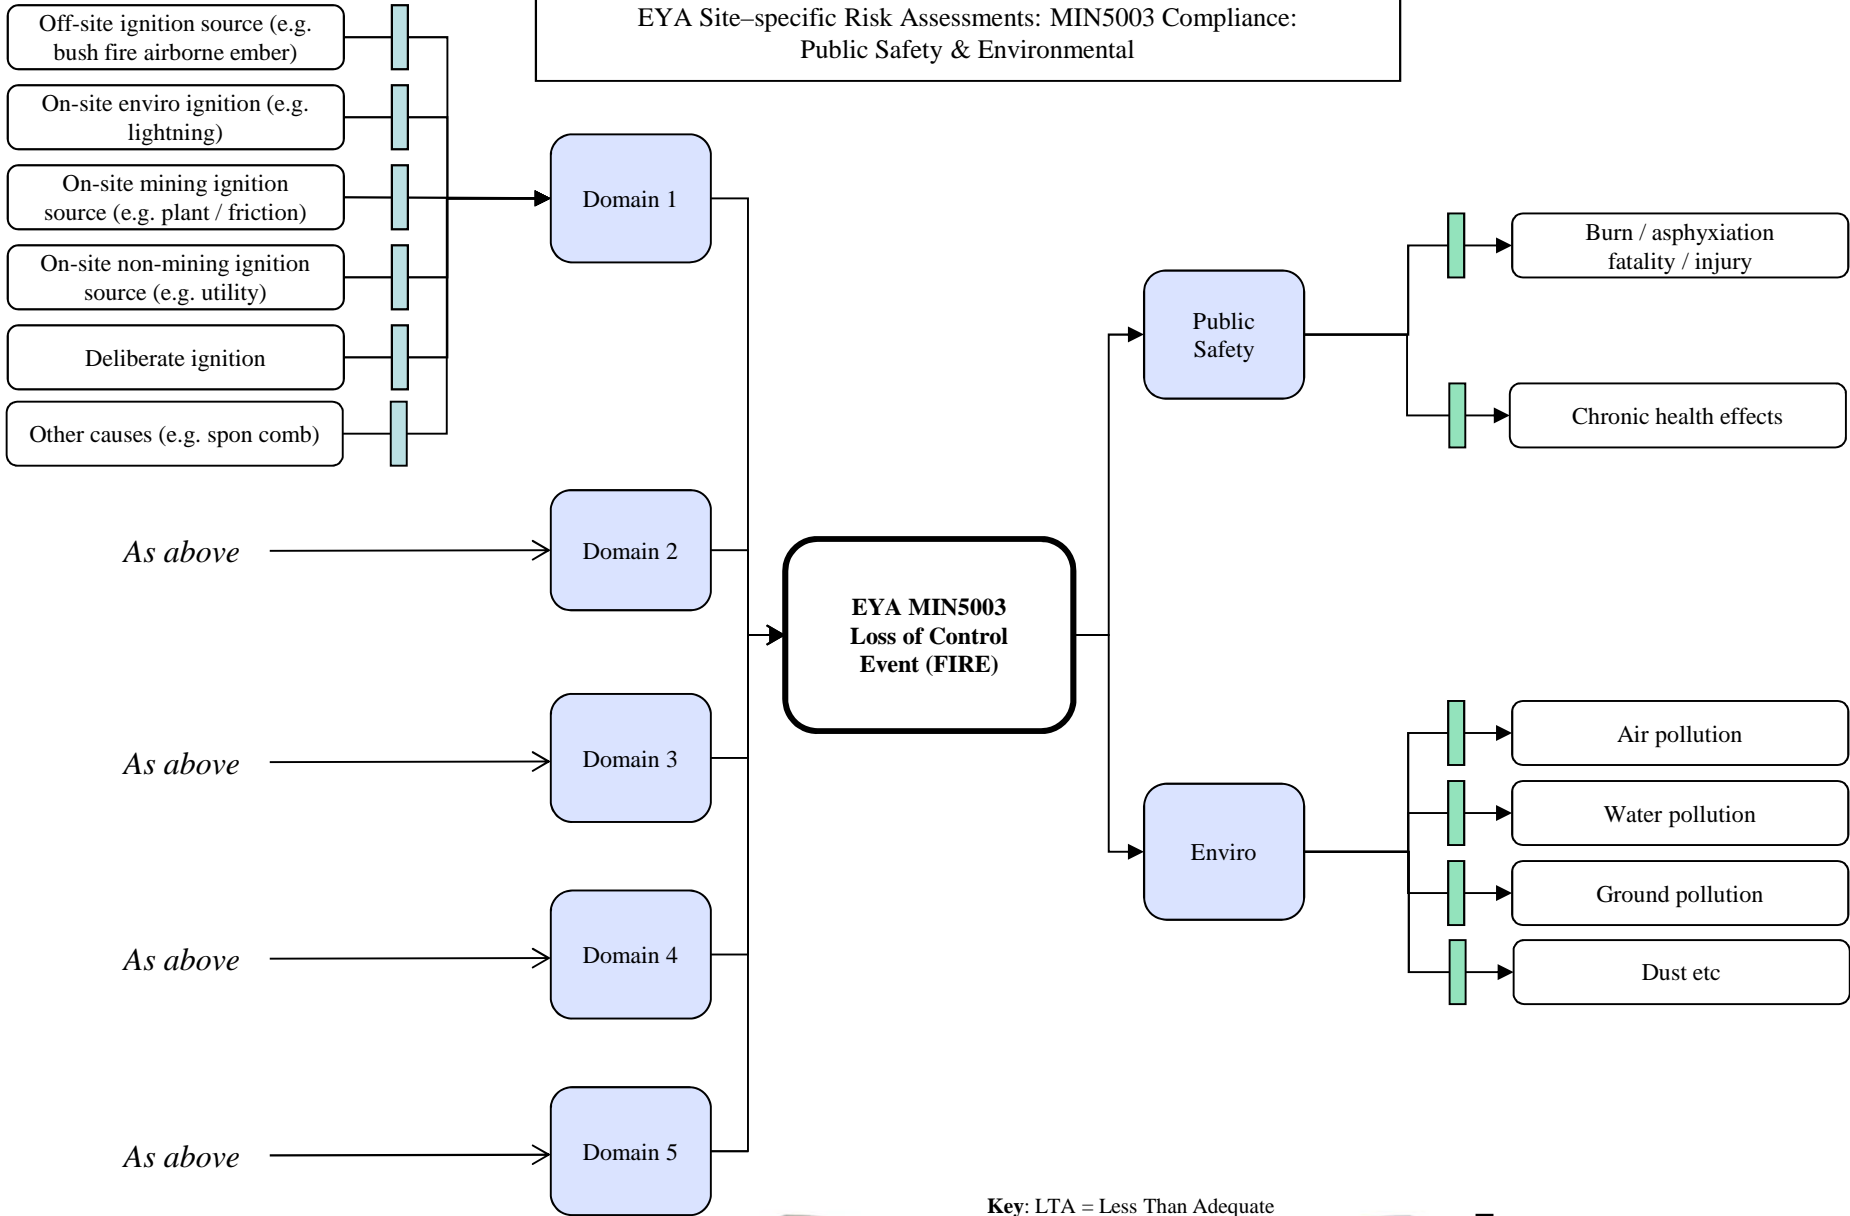 EYA Site–specific Risk Assessments: MIN5003 Compliance:
Public Safety & Environmental
Off-site ignition source (e.g.
bush fire airborne ember)
On-site enviro ignition (e.g.
lightning)
On-site mining ignition
source (e.g. plant / friction)
On-site non-mining ignition
source (e.g. utility)
Deliberate ignition
Other causes (e.g. spon comb)
Domain 1
As above
Domain 2
As above
Domain 3
As above
Domain 4
As above
Domain 5
EYA MIN5003
Loss of Control
Event (FIRE)
Public
Safety
Burn / asphyxiation
fatality / injury
Chronic health effects
Enviro
Air pollution
Water pollution
Ground pollution
Dust etc
Key: LTA = Less Than Adequate